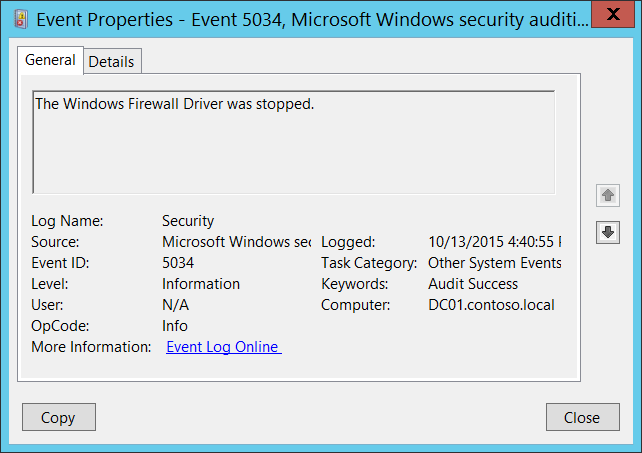 Event Properties - Event 5034, Microsoft Windows security auditi...
X
General Details
The Windows Firewall Driver was stopped.
Log Name: Security
Source: Microsoft Windows sec Logged: 10/13/2015 4:40:55
Event ID: 5034 Task Category: Other System Events
Level: Information Keywords: Audit Success
User: N/A Computer: DC01.contoso.local
OpCode: Info
More Information: Event Log Online
Copy Close